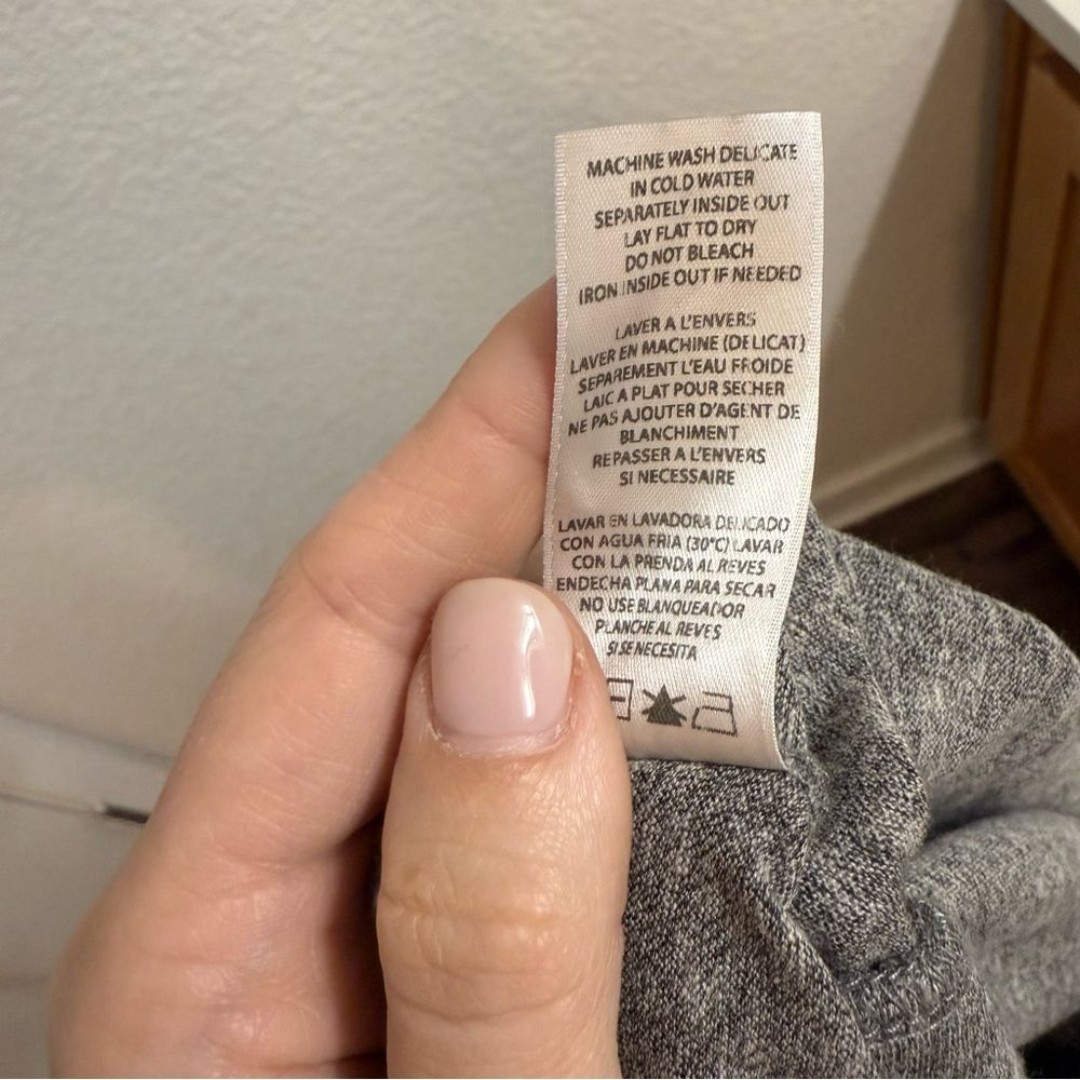 MACHINE WASH DELICATE
IN COLD WATER
SEPARATELY INSIDE OUT
LAY FLAT TO DRY
DO NOT BLEACH
IRON INSIDE OUT IF NEEDED
LAVER A L'ENVERS
LAVER EN MACHINE (DELICAT)
SEPAREMENT L'EAU FROIDE
LAIC A PLAT POUR SECHER
NE PAS AJOUTER D'AGENT DE
BLANCHIMENT
REPASSER A L'ENVERS
SI NECESSAIRE
LAVAR EN LAVADORA DELICADO
CON AGUA FRIA (30°C) LAVAR
CON LA PRENDA AL REVES
ENDECHA PLANA PARA SECAR
NO USE BLANQUEADOR
PLANCHE AL REVES
SI SE NECESITA